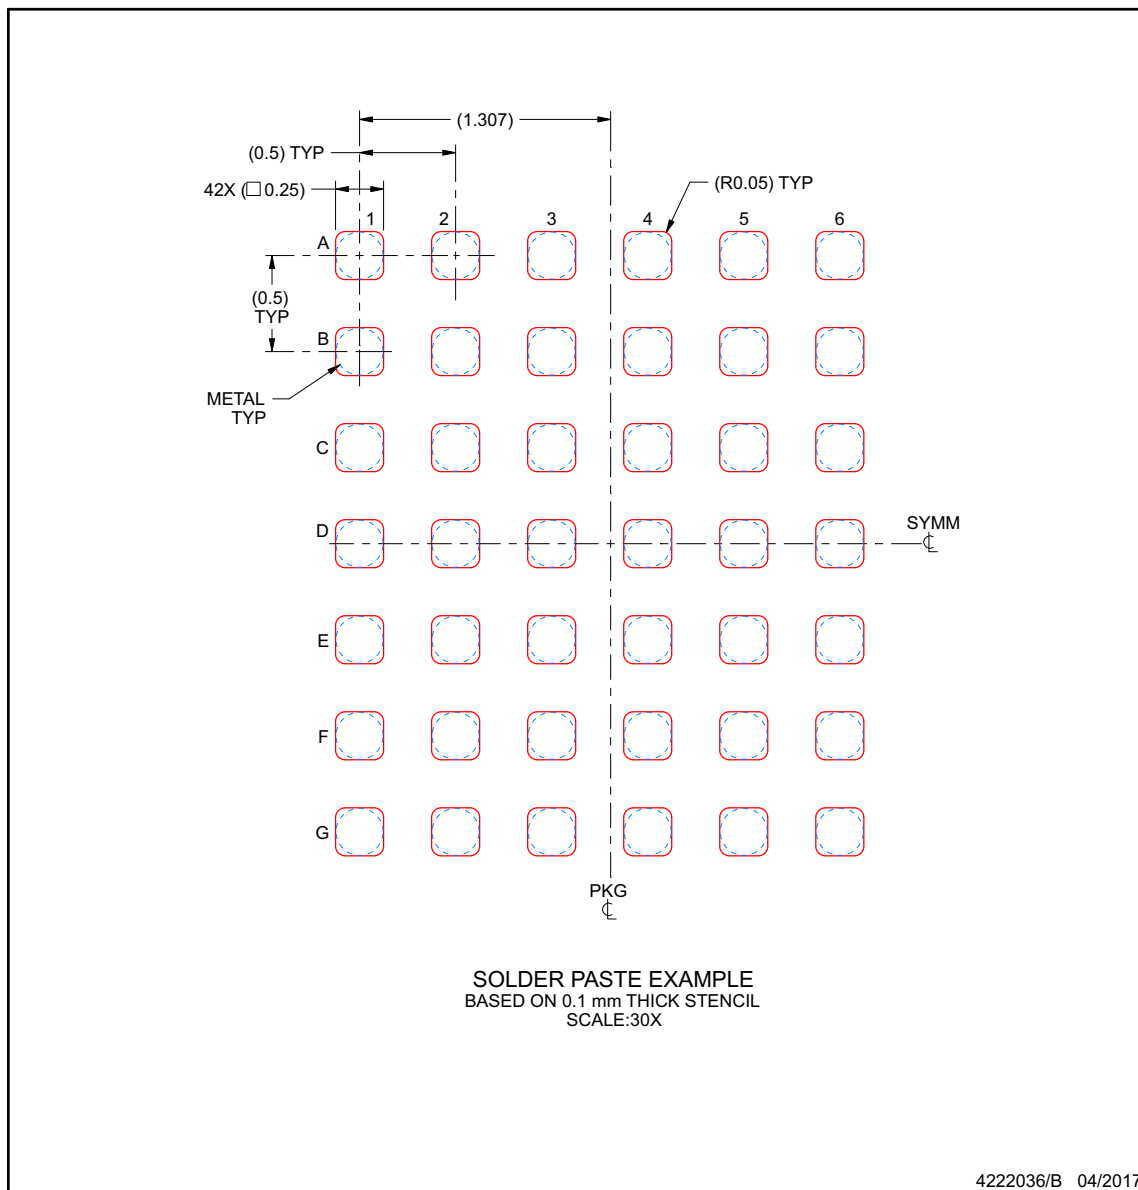 (1.307)
(0.5) TYP
42X (□ 0.25)
(R0.05) TYP
1 2 3 4 5 6
A
(0.5)
TYP
B
METAL
TYP
C
D
SYMM
℄
E
F
G
PKG
℄
SOLDER PASTE EXAMPLE
BASED ON 0.1 mm THICK STENCIL
SCALE:30X
4222036/B 04/2017